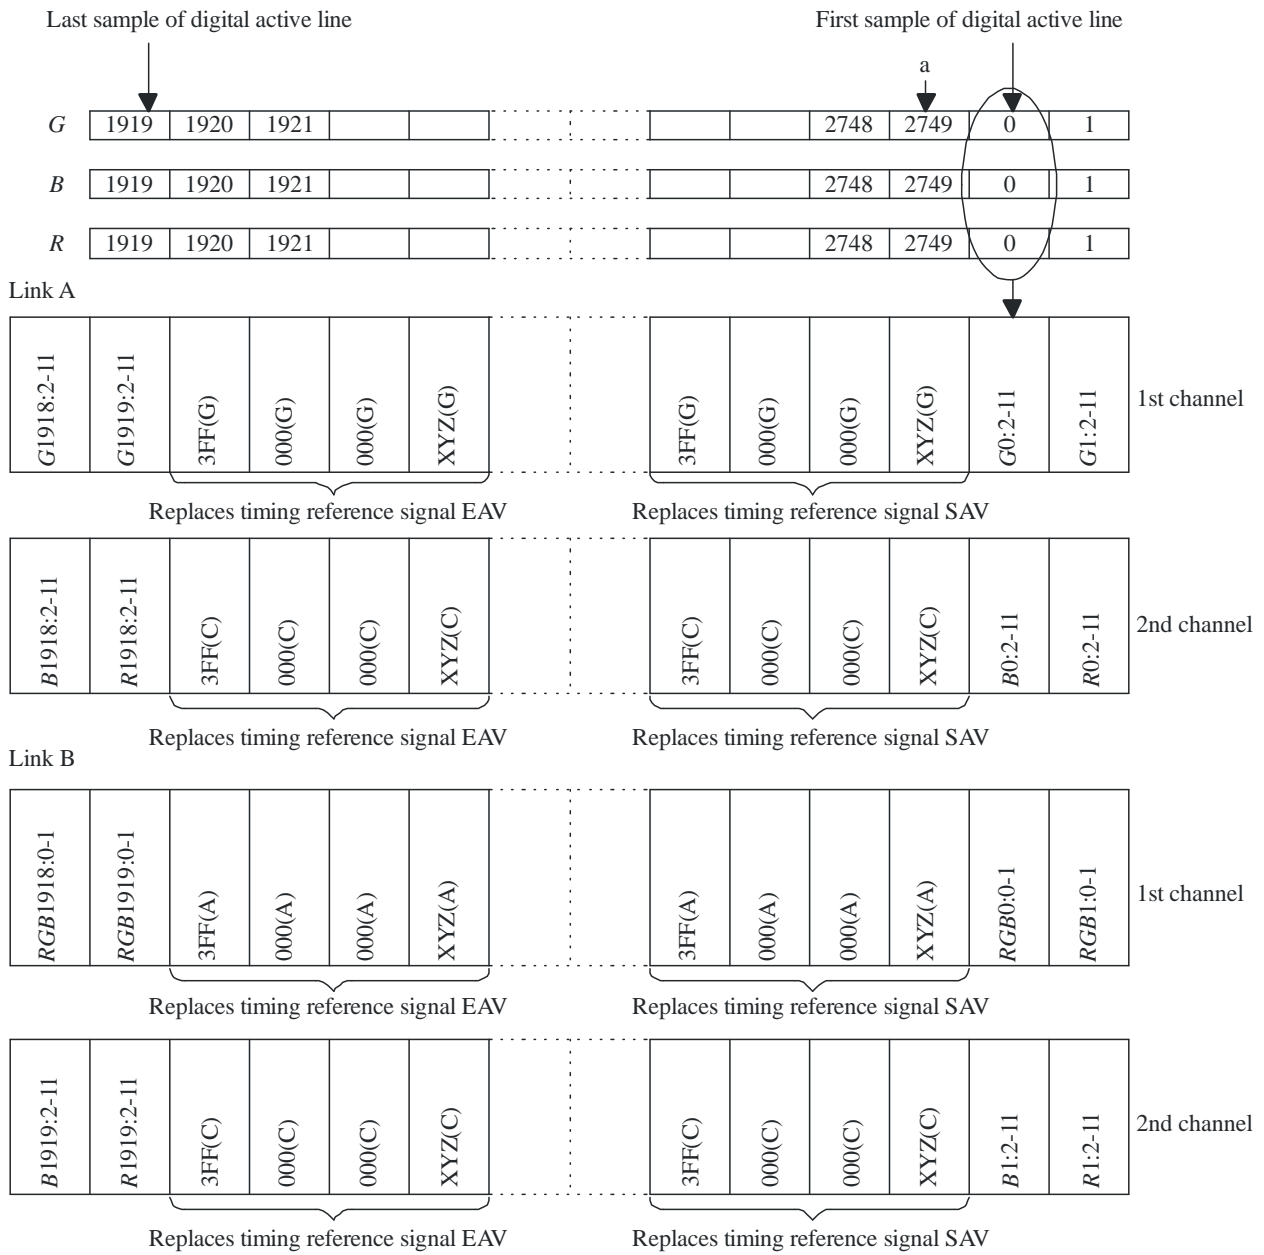 Last sample of digital active line First sample of digital active line
a
G 1919 1920 1921 2748 2749 0 1
B 1919 1920 1921 2748 2749 0 1
R 1919 1920 1921 2748 2749 0 1
Link A
G1918:2-11 G1919:2-11 3FF(G) 000(G) 000(G) XYZ(G) 3FF(G) 000(G) 000(G) XYZ(G) G0:2-11 G1:2-11 1st channel
Replaces timing reference signal EAV Replaces timing reference signal SAV
B1918:2-11 R1918:2-11 3FF(C) 000(C) 000(C) XYZ(C) 3FF(C) 000(C) 000(C) XYZ(C) B0:2-11 R0:2-11 2nd channel
Replaces timing reference signal EAV Replaces timing reference signal SAV
Link B
RGB1918:0-1 RGB1919:0-1 3FF(A) 000(A) 000(A) XYZ(A) 3FF(A) 000(A) 000(A) XYZ(A) RGB0:0-1 RGB1:0-1 1st channel
Replaces timing reference signal EAV Replaces timing reference signal SAV
B1919:2-11 R1919:2-11 3FF(C) 000(C) 000(C) XYZ(C) 3FF(C) 000(C) 000(C) XYZ(C) B1:2-11 R1:2-11 2nd channel
Replaces timing reference signal EAV Replaces timing reference signal SAV